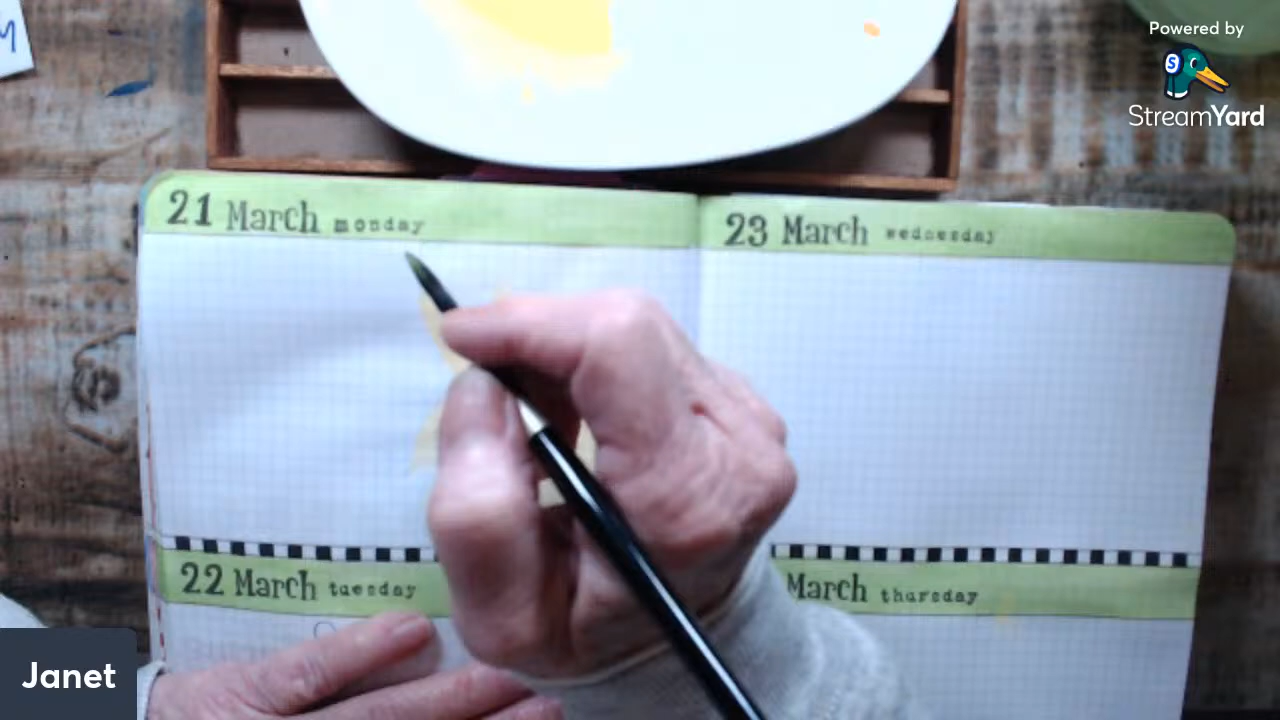 Powered by
StreamYard
21 March monday
23 March wednesday
22 March tuesday
March thursday
Janet